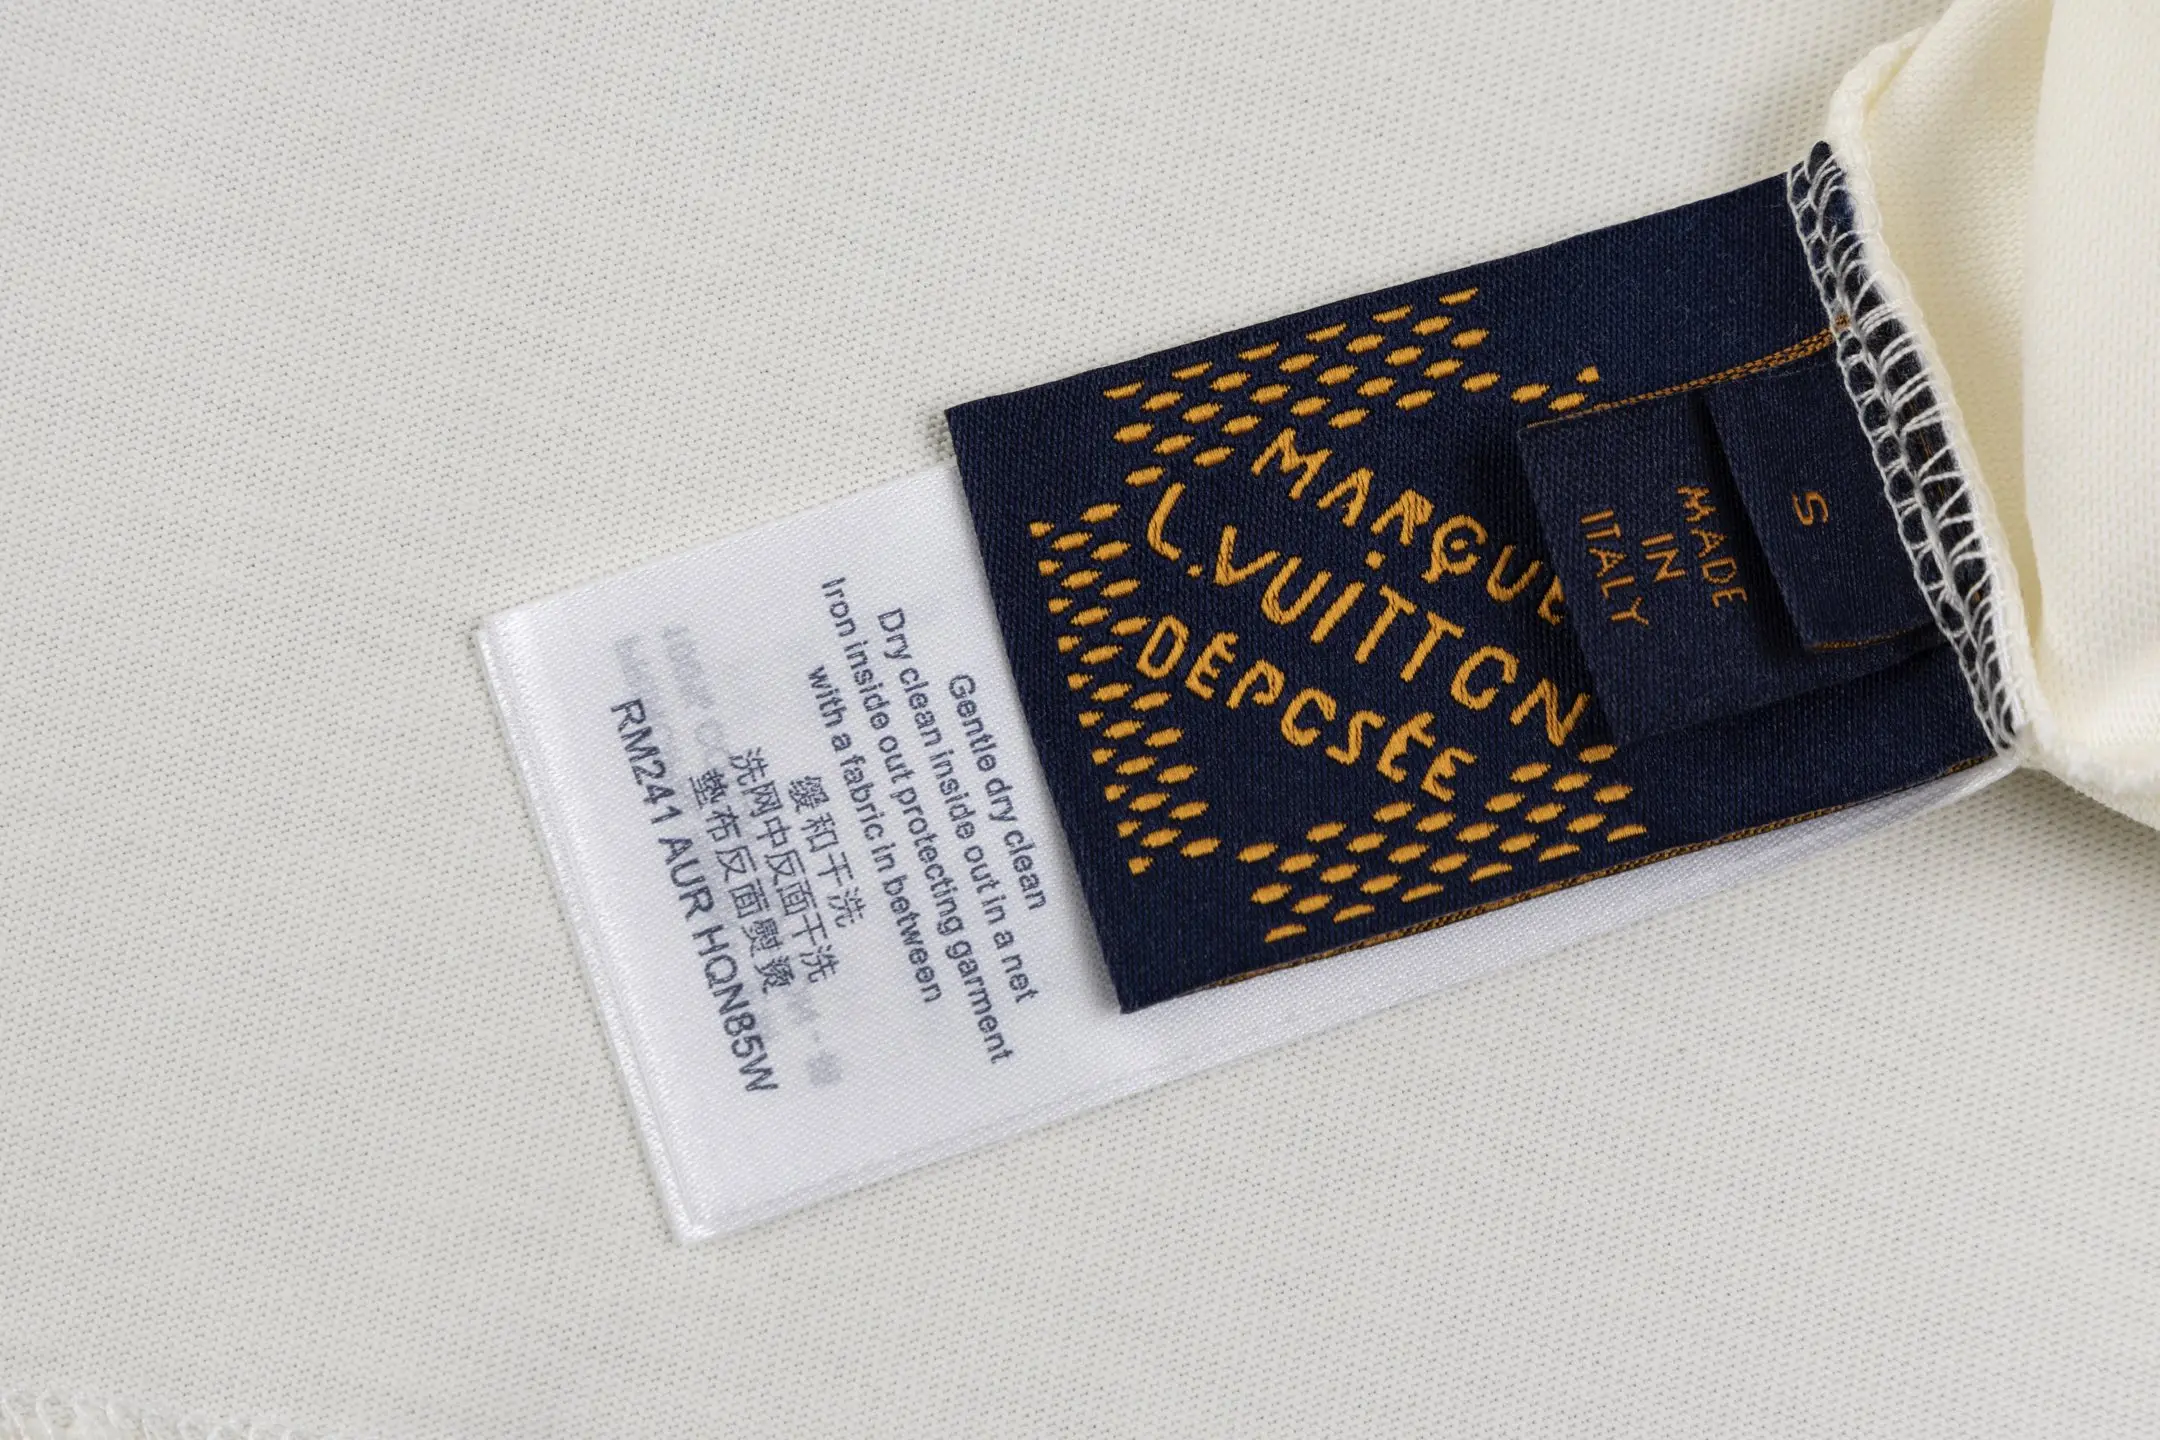 MARQUE
L.VUITTON
DÉPOSÉE
MADE
IN
ITALY
S
Gentle dry clean
Dry clean inside out in a net
Iron inside out protecting garment
with a fabric in between
缓和干洗
洗网中反面干洗
垫布反面熨烫
RM241 AUR HQN85W